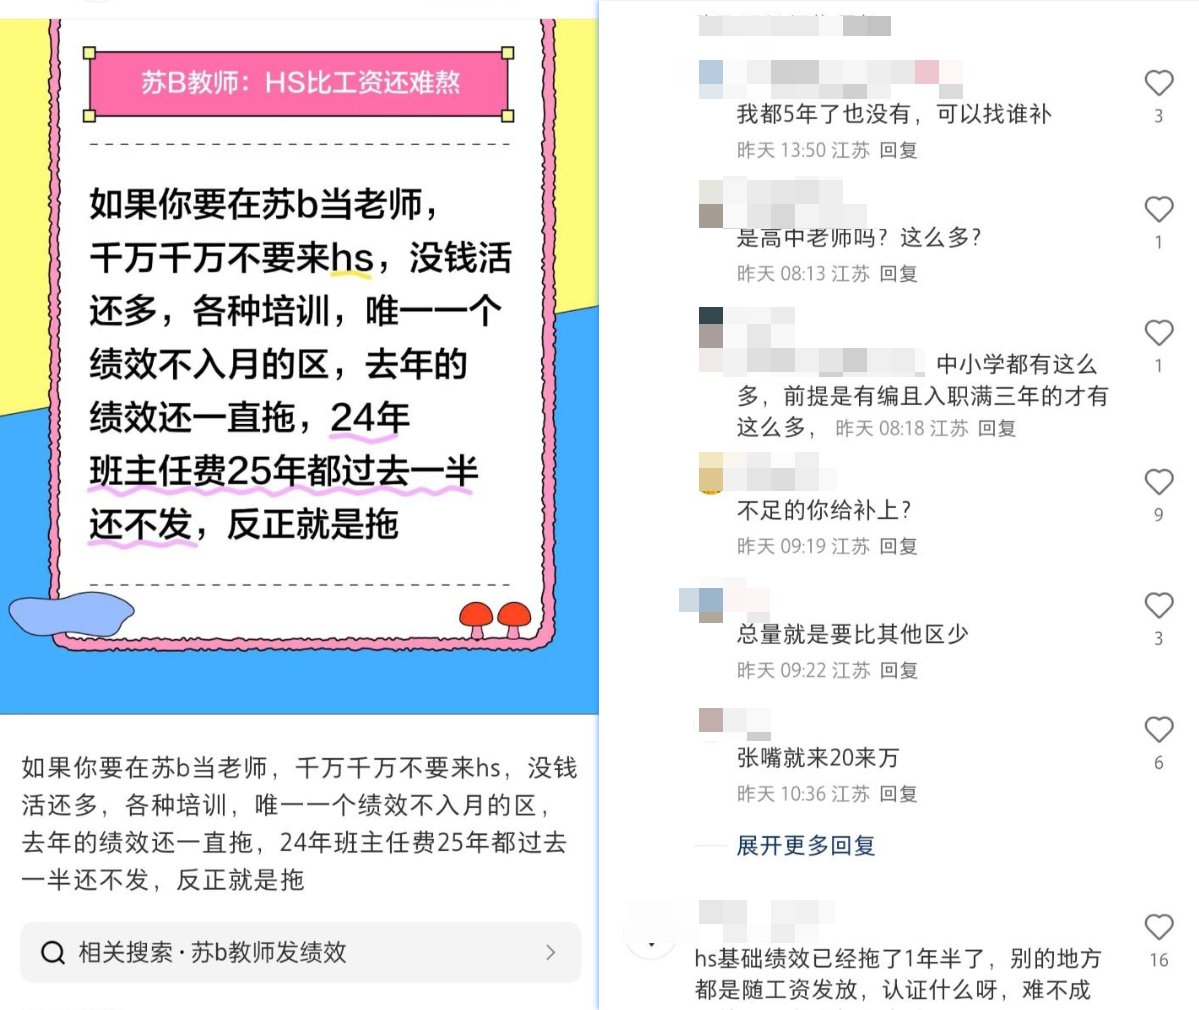 苏B教师：HS比工资还难熬
如果你要在苏b当老师，
千万千万不要来hs，没钱活
还多，各种培训，唯一一个
绩效不入月的区，去年的
绩效还一直拖，24年
班主任费25年都过去一半
还不发，反正就是拖
如果你要在苏b当老师，千万千万不要来hs，没钱
活还多，各种培训，唯一一个绩效不入月的区，
去年的绩效还一直拖，24年班主任费25年都过去
一半还不发，反正就是拖
相关搜索·苏b教师发绩效
我都5年了也没有，可以找谁补
昨天 13:50 江苏 回复
3
是高中老师吗？这么多？
昨天 08:13 江苏 回复
1
中小学都有这么
多，前提是有编且入职满三年的才有
这么多， 昨天 08:18 江苏 回复
1
不足的你给补上？
昨天 09:19 江苏 回复
9
总量就是要比其他区少
昨天 09:22 江苏 回复
3
张嘴就来20来万
昨天 10:36 江苏 回复
6
展开更多回复
hs基础绩效已经拖了1年半了，别的地方
都是随工资发放，认证什么呀，难不成
16